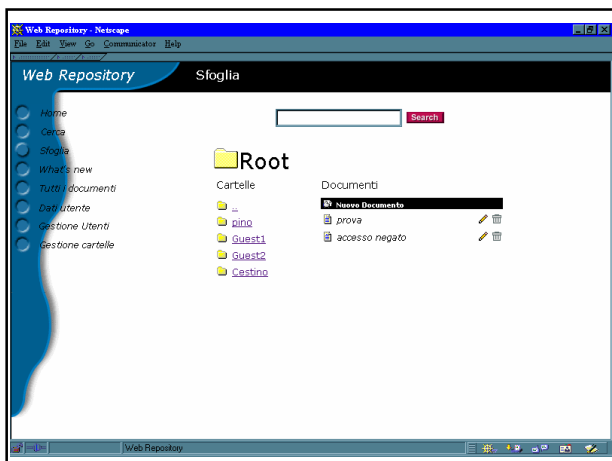 Web Repository - Netscape
File Edit View Go Communicator Help
Web Repository
Sfoglia
Home
Cerca
Sfoglia
What's new
Tutti i documenti
Dati utente
Gestione Utenti
Gestione cartelle
Search
Root
Cartelle
..
pino
Guest1
Guest2
Cestino
Documenti
Nuovo Documento
prova
accesso negato
Web Repository